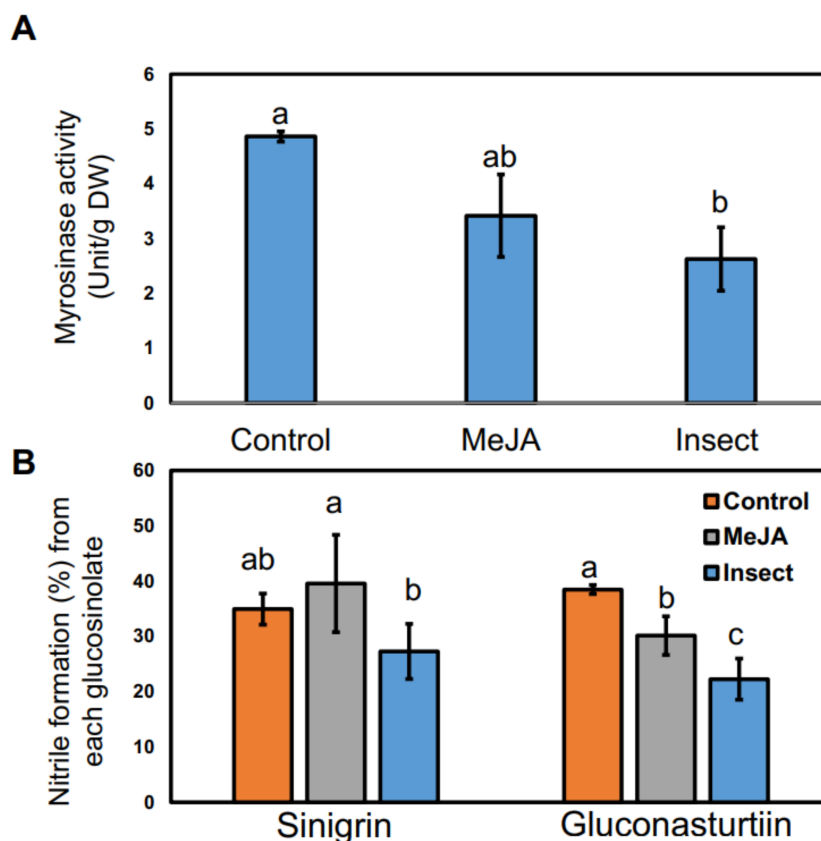 A
Myrosinase activity
(Unit/g DW)
6
5
4
3
2
1
0
a
ab
b
Control
MeJA
Insect
B
Nitrile formation (%) from
each glucosinolate
60
50
40
30
20
10
0
ab
a
b
a
b
c
Control
MeJA
Insect
Sinigrin
Gluconasturtiin